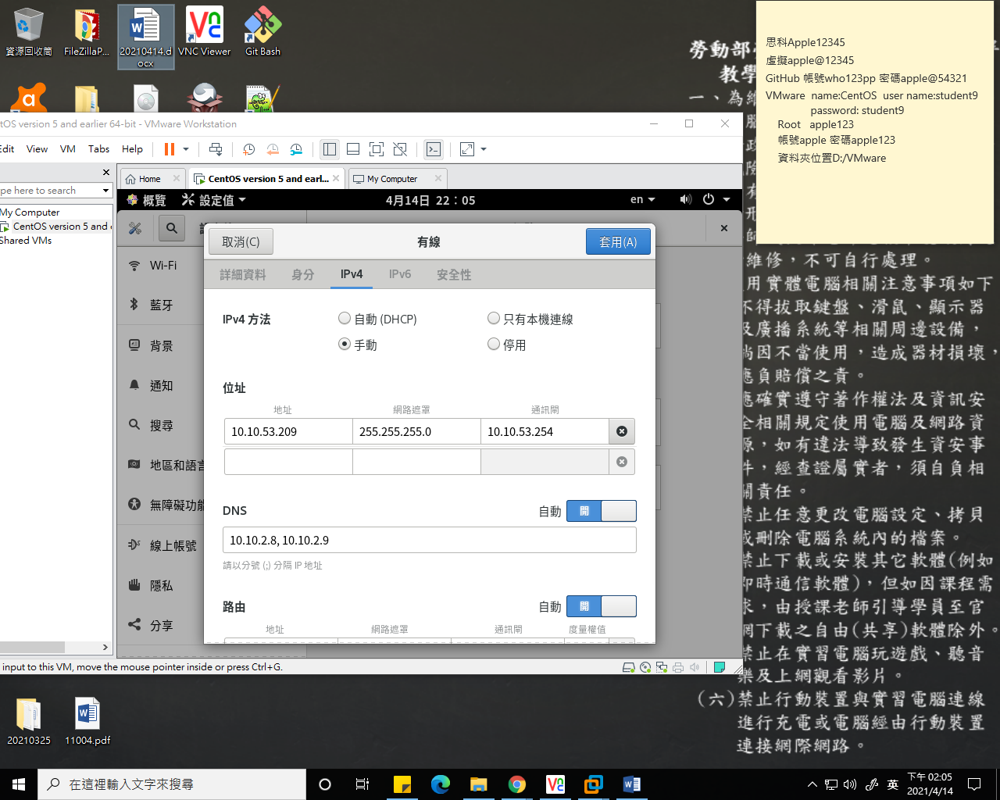 資源回收筒
FileZillaP...
20210414.docx
VNC Viewer
Git Bash
思科Apple12345
虛擬apple@12345
GitHub 帳號who123pp 密碼apple@54321
VMware name:CentOS user name:student9
password: student9
Root apple123
帳號apple 密碼apple123
資料夾位置D:/VMware
勞動部
教學
一、為維
tOS version 5 and earlier 64-bit - VMware Workstation
Edit View VM Tabs Help
pe here to search
My Computer
CentOS version 5 and e
Shared VMs
Home
CentOS version 5 and earl...
My Computer
概覽
設定值
4月14日 22:05
en
取消(C)
有線
套用(A)
詳細資料
身分
IPv4
IPv6
安全性
Wi-Fi
藍牙
背景
通知
搜尋
地區和語言
無障礙功能
線上帳號
隱私
分享
IPv4 方法
自動 (DHCP)
只有本機連線
手動
停用
位址
地址
網路遮罩
通訊閘
10.10.53.209
255.255.255.0
10.10.53.254
DNS
自動
開
10.10.2.8, 10.10.2.9
請以分號 (;) 分隔 IP 地址
路由
自動
開
地址
網路遮罩
通訊閘
度量權值
input to this VM, move the mouse pointer inside or press Ctrl+G.
維修，不可自行處理。
用實體電腦相關注意事項如下
不得拔取鍵盤、滑鼠、顯示器
及廣播系統等相關周邊設備，
倘因不當使用，造成器材損壞，
應負賠償之責。
應確實遵守著作權法及資訊安
全相關規定使用電腦及網路資
源，如有違法導致發生資安事
件，經查證屬實者，須自負相
關責任。
禁止任意更改電腦設定、拷貝
或刪除電腦系統內的檔案。
禁止下載或安裝其它軟體(例如
即時通信軟體)，但如因課程需
求，由授課老師引導學員至官
網下載之自由(共享)軟體除外。
禁止在實習電腦玩遊戲、聽音
樂及上網觀看影片。
(六)禁止行動裝置與實習電腦連線
進行充電或電腦經由行動裝置
連接網際網路。
20210325
11004.pdf
在這裡輸入文字來搜尋
英
下午 02:05
2021/4/14